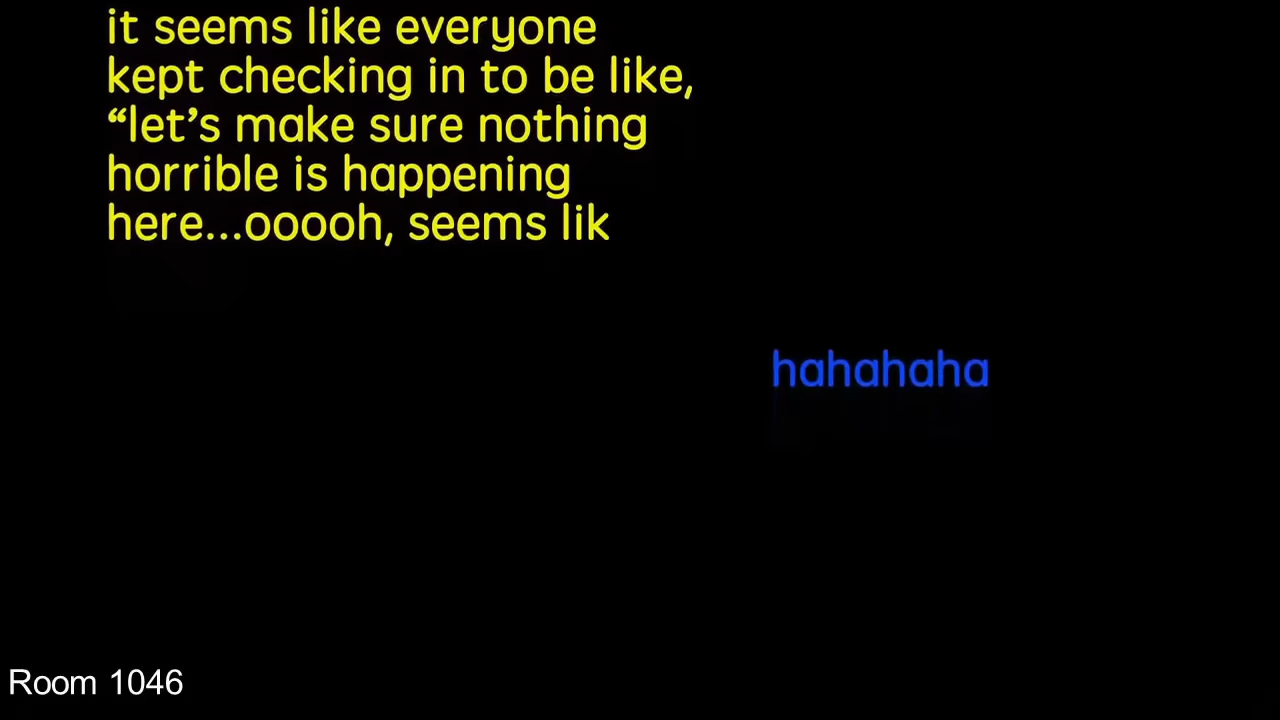 it seems like everyone
kept checking in to be like,
“let’s make sure nothing
horrible is happening
here...ooooh, seems lik
hahahaha
Room 1046